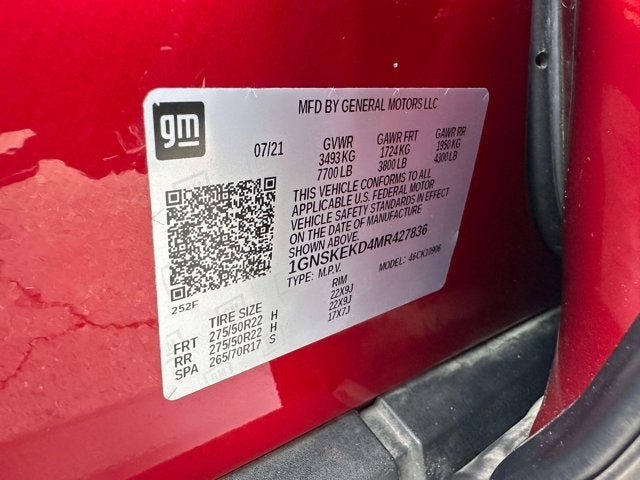 MFD BY GENERAL MOTORS LLC
gm
07/21
GVWR GAWR FRT GAWR RR
3493 KG 1724 KG 1950 KG
7700 LB 3800 LB 4300 LB
THIS VEHICLE CONFORMS TO ALL
APPLICABLE U.S. FEDERAL MOTOR
VEHICLE SAFETY STANDARDS IN EFFECT
ON THE DATE OF MANUFACTURE
SHOWN ABOVE.
1GNSKEKD4MR427836
TYPE: M.P.V. MODEL: 46CK10906
252F
TIRE SIZE RIM
FRT 275/50R22 H 22X9J
RR 275/50R22 H 22X9J
SPA 265/70R17 S 17X7J